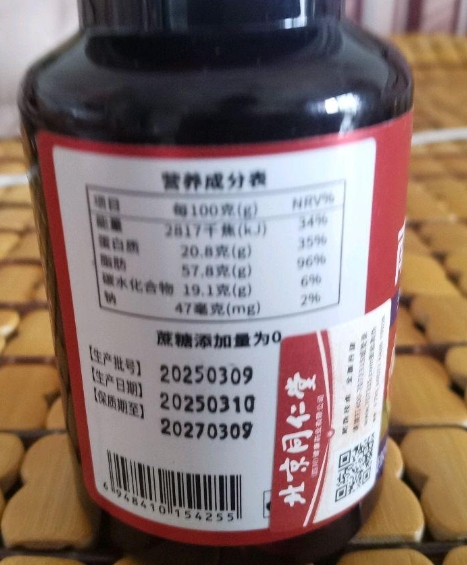 营养成分表
项目 每100克(g) NRV%
能量 2817千焦(kJ) 34%
蛋白质 20.8克(g) 35%
脂肪 57.8克(g) 96%
碳水化合物 19.1克(g) 6%
钠 47毫克(mg) 2%
蔗糖添加量为0
【生产批号】 20250309
【生产日期】 20250310
【保质期至】 20270309
6 948410 154255
北京同仁堂